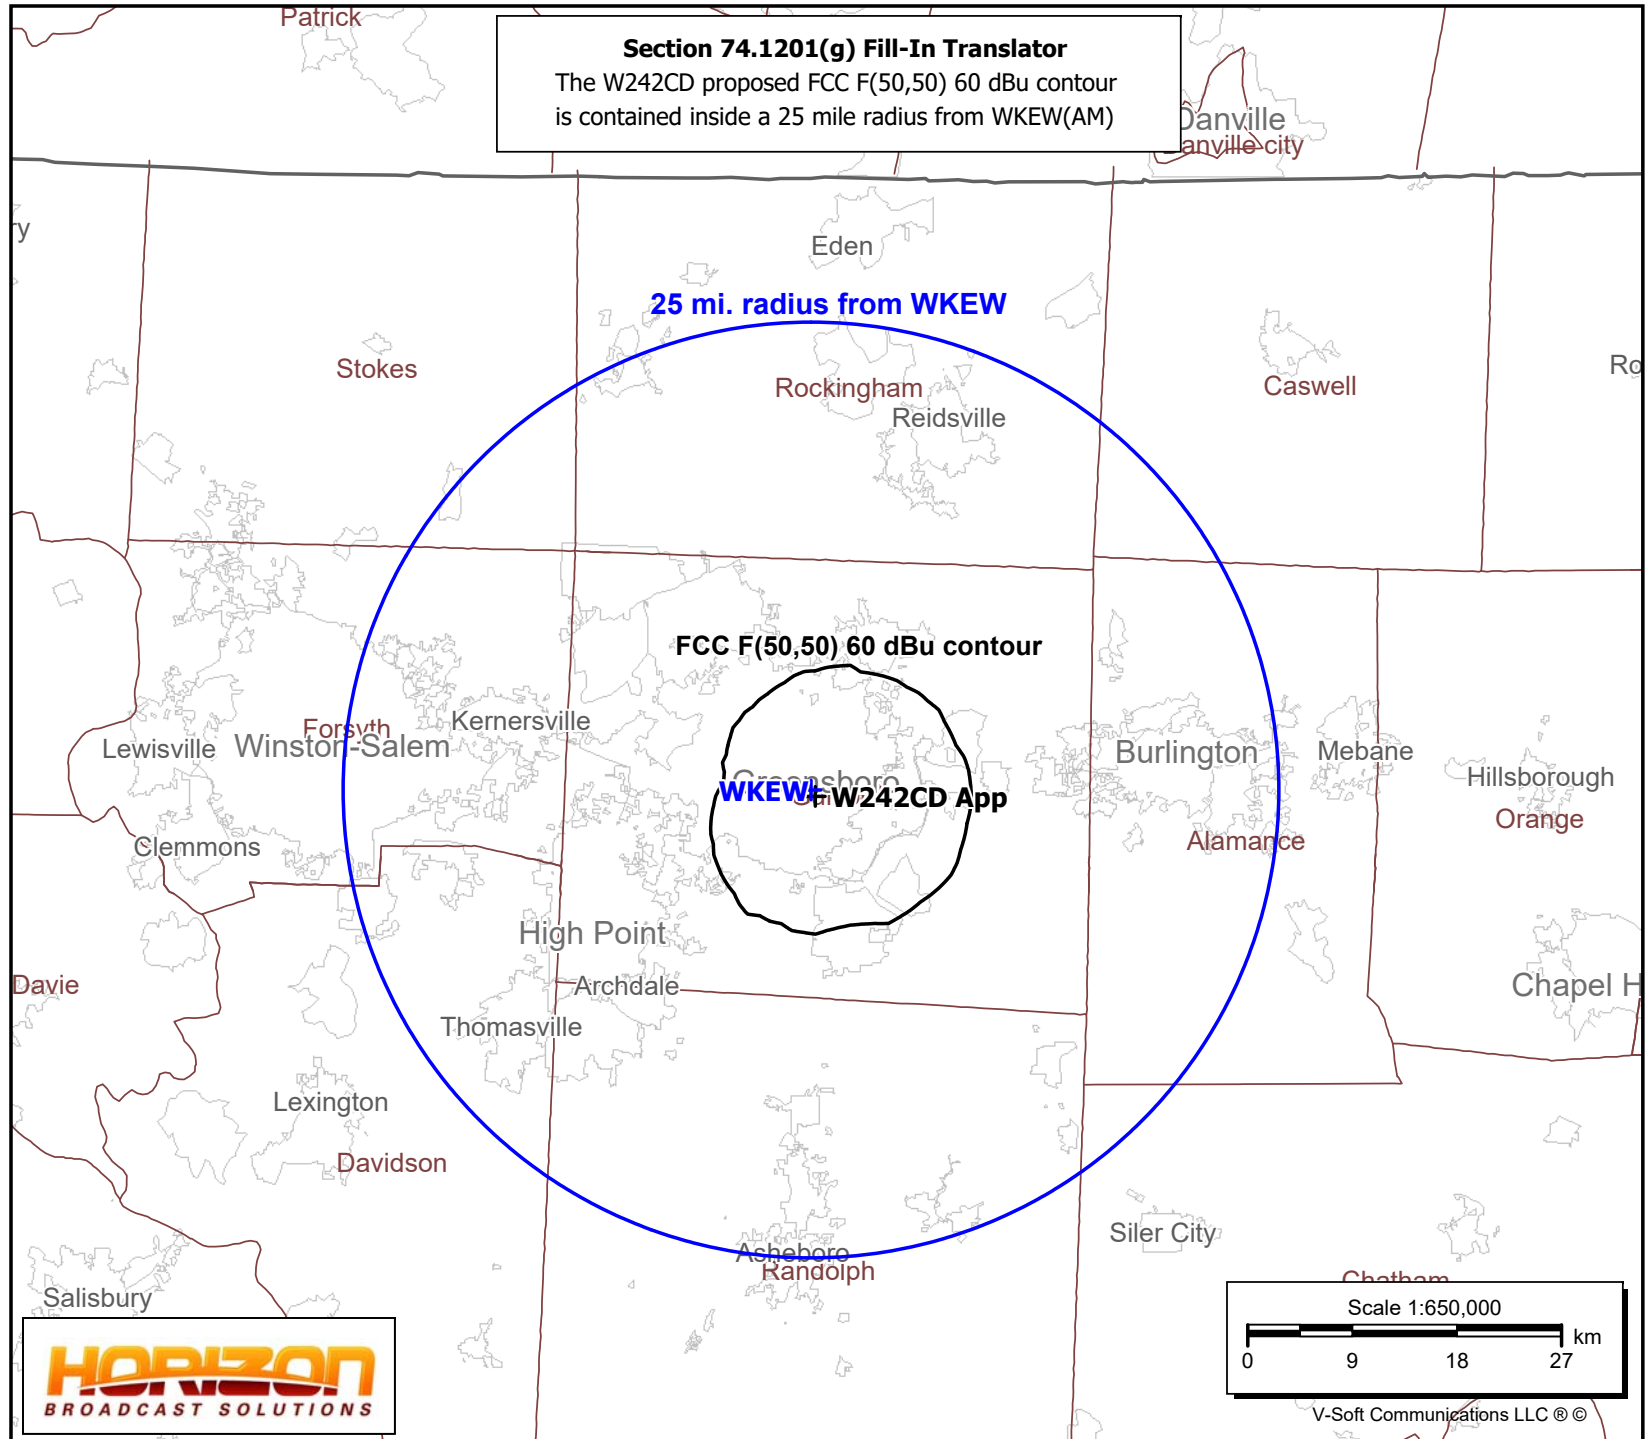 Patrick
Section 74.1201(g) Fill-In Translator
The W242CD proposed FCC F(50,50) 60 dBu contour
is contained inside a 25 mile radius from WKEW(AM)
Danville
Danville city
ry
Eden
25 mi. radius from WKEW
Stokes
Rockingham
Caswell
Ro
Reidsville
FCC F(50,50) 60 dBu contour
Forsyth
Kernersville
Lewisville
Winston-Salem
Burlington
Mebane
Hillsborough
Greensboro
WKEW
W242CD App
Orange
Clemmons
Alamance
High Point
Davie
Archdale
Chapel H
Thomasville
Lexington
Davidson
Siler City
Asheboro
Randolph
Chatham
Salisbury
Scale 1:650,000
km
0 9 18 27
HORIZON
BROADCAST SOLUTIONS
V-Soft Communications LLC ® ©